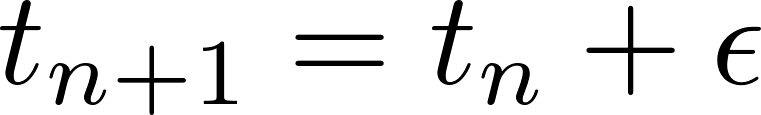 t_{n+1} = t_n + ϵ